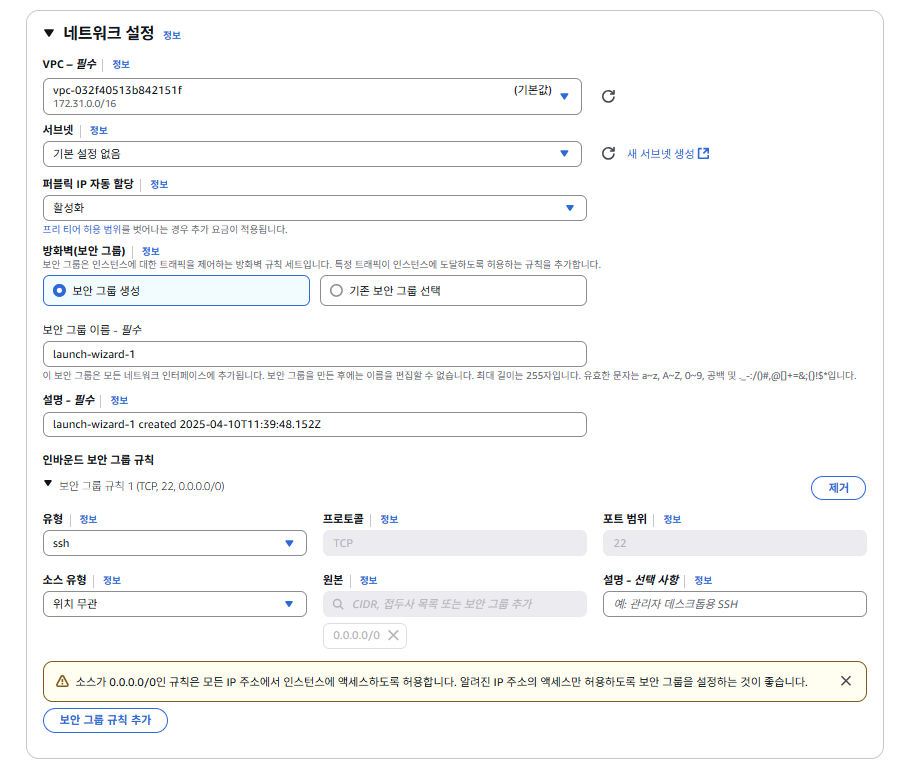 네트워크 설정 정보
VPC – 필수 정보
vpc-032f40513b842151f (기본값)
172.31.0.0/16
서브넷 정보
기본 설정 없음
새 서브넷 생성
퍼블릭 IP 자동 할당 정보
활성화
프리 티어 허용 범위를 벗어나는 경우 추가 요금이 적용됩니다.
방화벽(보안 그룹) 정보
보안 그룹은 인스턴스에 대한 트래픽을 제어하는 방화벽 규칙 세트입니다. 특정 트래픽이 인스턴스에 도달하도록 허용하는 규칙을 추가합니다.
보안 그룹 생성 기존 보안 그룹 선택
보안 그룹 이름 - 필수
launch-wizard-1
이 보안 그룹은 모든 네트워크 인터페이스에 추가됩니다. 보안 그룹을 만든 후에는 이름을 편집할 수 없습니다. 최대 길이는 255자입니다. 유효한 문자는 a~z, A~Z, 0~9, 공백 및 ._-:/()#,@[]+=&;{}!$*입니다.
설명 - 필수 정보
launch-wizard-1 created 2025-04-10T11:39:48.152Z
인바운드 보안 그룹 규칙
보안 그룹 규칙 1 (TCP, 22, 0.0.0.0/0) 제거
유형 정보 프로토콜 정보 포트 범위 정보
ssh TCP 22
소스 유형 정보 원본 정보 설명 - 선택 사항 정보
위치 무관 CIDR, 접두사 목록 또는 보안 그룹 추가 예: 관리자 데스크톱용 SSH
0.0.0.0/0
소스가 0.0.0.0/0인 규칙은 모든 IP 주소에서 인스턴스에 액세스하도록 허용합니다. 알려진 IP 주소의 액세스만 허용하도록 보안 그룹을 설정하는 것이 좋습니다.
보안 그룹 규칙 추가